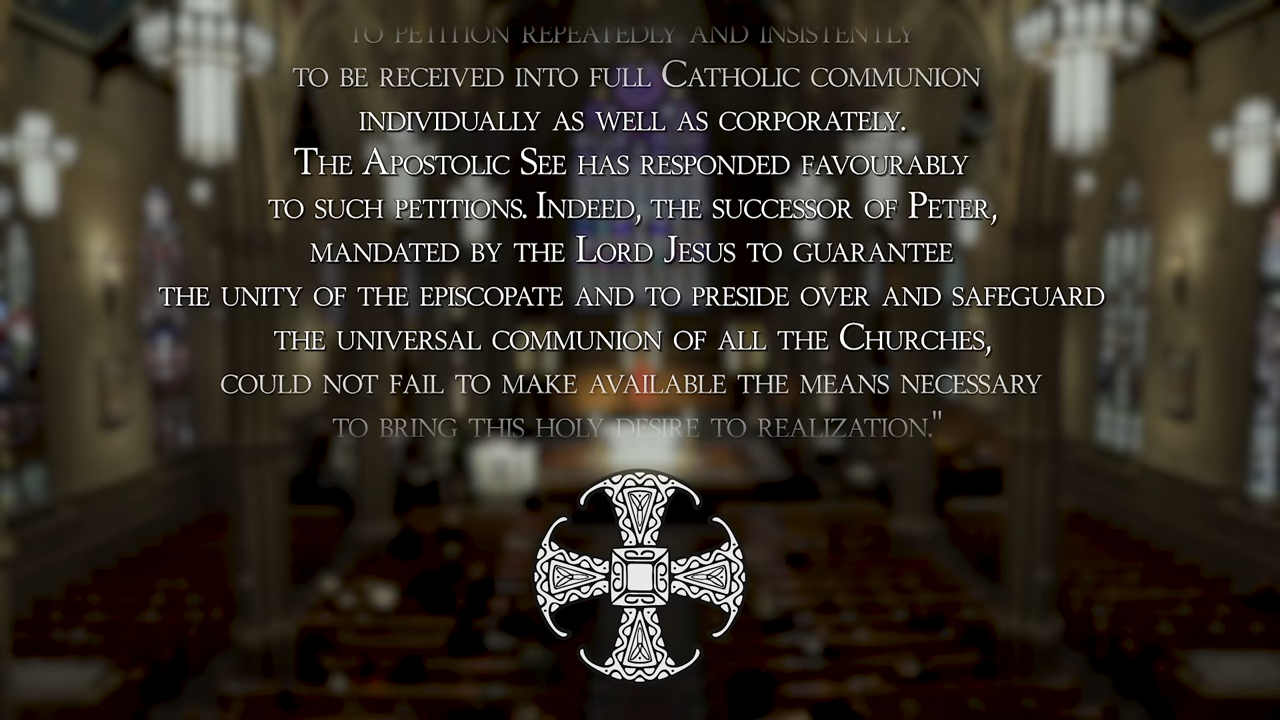 TO PETITION REPEATEDLY AND INSISTENTLY
TO BE RECEIVED INTO FULL CATHOLIC COMMUNION
INDIVIDUALLY AS WELL AS CORPORATELY.
THE APOSTOLIC SEE HAS RESPONDED FAVOURABLY
TO SUCH PETITIONS. INDEED, THE SUCCESSOR OF PETER,
MANDATED BY THE LORD JESUS TO GUARANTEE
THE UNITY OF THE EPISCOPATE AND TO PRESIDE OVER AND SAFEGUARD
THE UNIVERSAL COMMUNION OF ALL THE CHURCHES,
COULD NOT FAIL TO MAKE AVAILABLE THE MEANS NECESSARY
TO BRING THIS HOLY DESIRE TO REALIZATION."